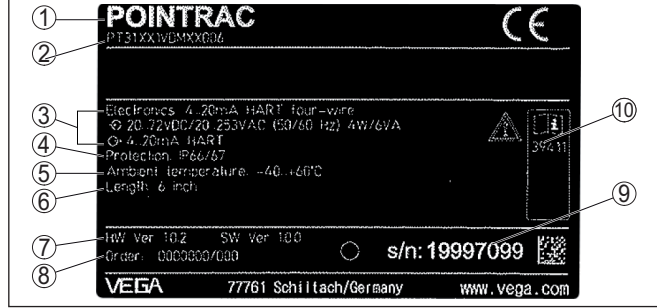 ① POINTRAC CE
② PT31.XX1VDMXX006
③ Electronics 4...20mA HART four-wire
20..72VDC/20..253VAC (50/60 Hz) 4W/6VA
4...20mA HART
④ Protection IP66/67
⑤ Ambient temperature -40..+60°C
⑥ Length 6 inch
⑩ 39411
⑦ HW Ver 1.0.2 SW Ver 1.0.0
⑧ Order: 0000000/000
⑨ s/n: 19997099
VEGA 77761 Schiltach/Germany www.vega.com